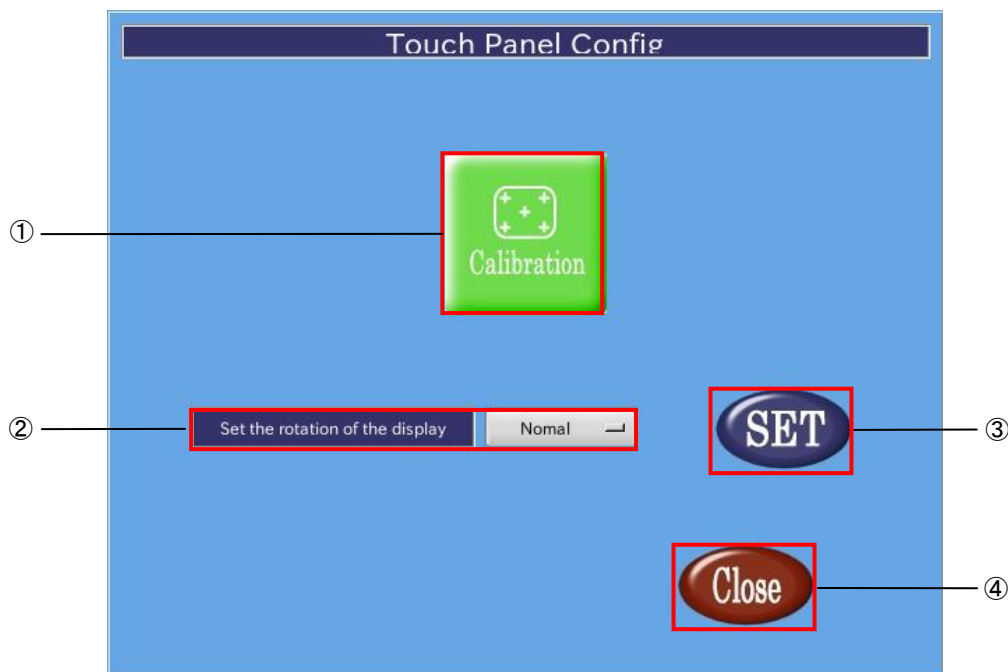 Touch Panel Config
①
Calibration
②
Set the rotation of the display
Nomal
SET
③
Close
④